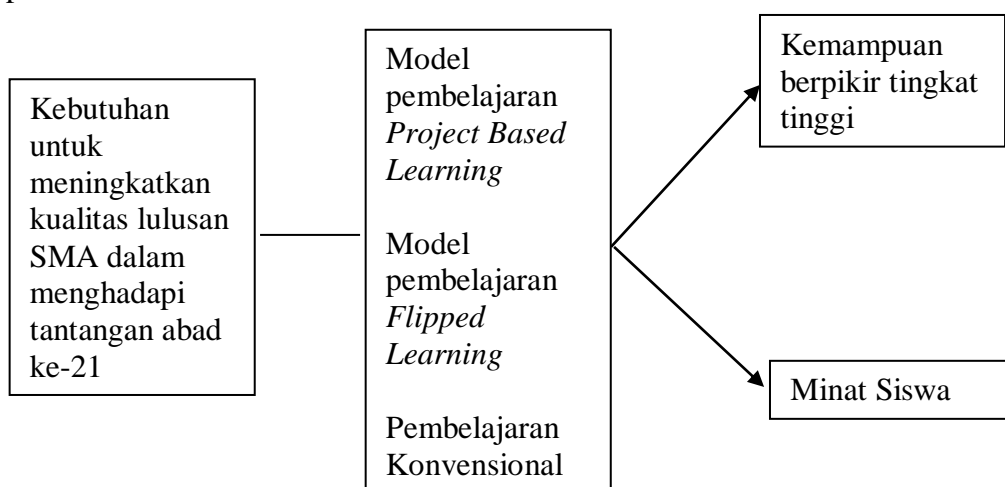 Kebutuhan
untuk
meningkatkan
kualitas lulusan
SMA dalam
menghadapi
tantangan abad
ke-21
Model
pembelajaran
Project Based
Learning
Model
pembelajaran
Flipped
Learning
Pembelajaran
Konvensional
Kemampuan
berpikir tingkat
tinggi
Minat Siswa